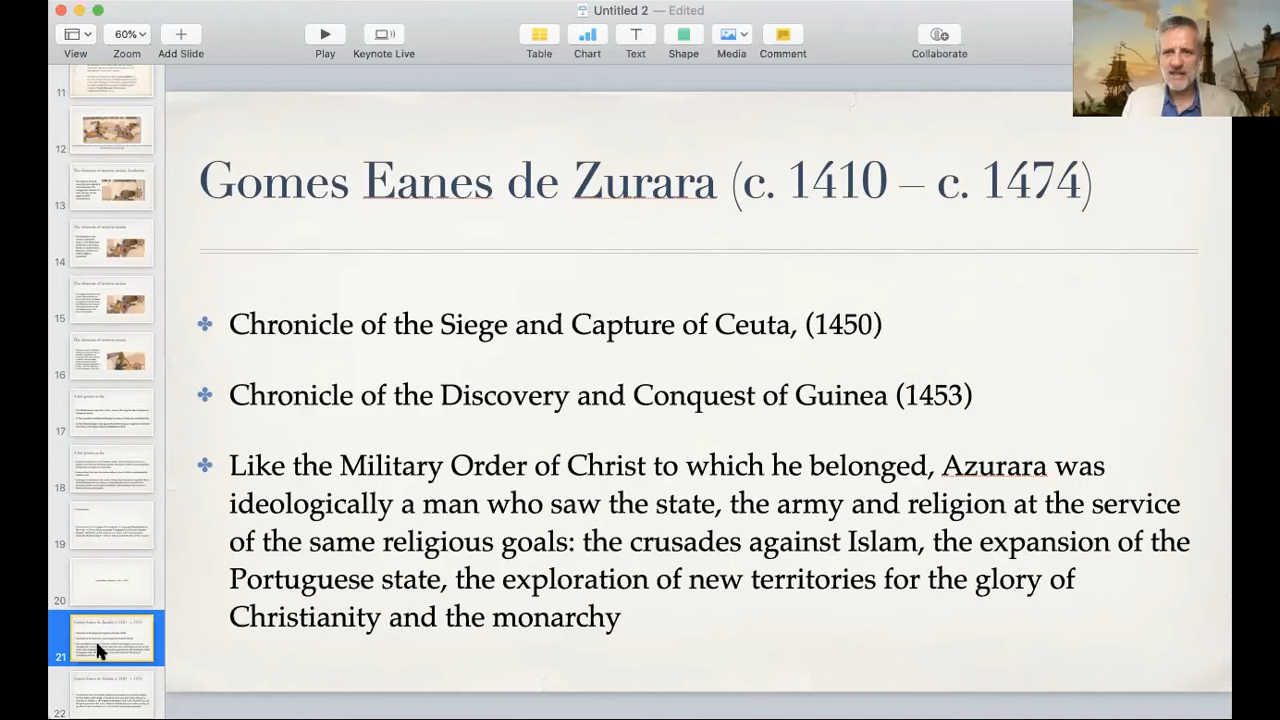 Untitled 2 — Edited
60%
View
Zoom
Add Slide
Play
Keynote Live
Table
Chart
Text
Shape
Media
Comment
Collaborate
11
12
13
14
15
16
17
18
19
20
21
22
Gomes Eanes de Zurara (c. 1410 – c. 1474)
Chronicle of the Siege and Capture of Ceuta, (1450)
Chronicle of the Discovery and Conquest of Guinea (1453)
Like the Military Order of Christ to which he belonged, Azurara was
ideologically a man who saw the state, the army and religion at the service
of the same religious goals: the crusades against Islam, the expansion of the
Portuguese state, the exploration of new territories for the glory of
Christianity and the monarchy